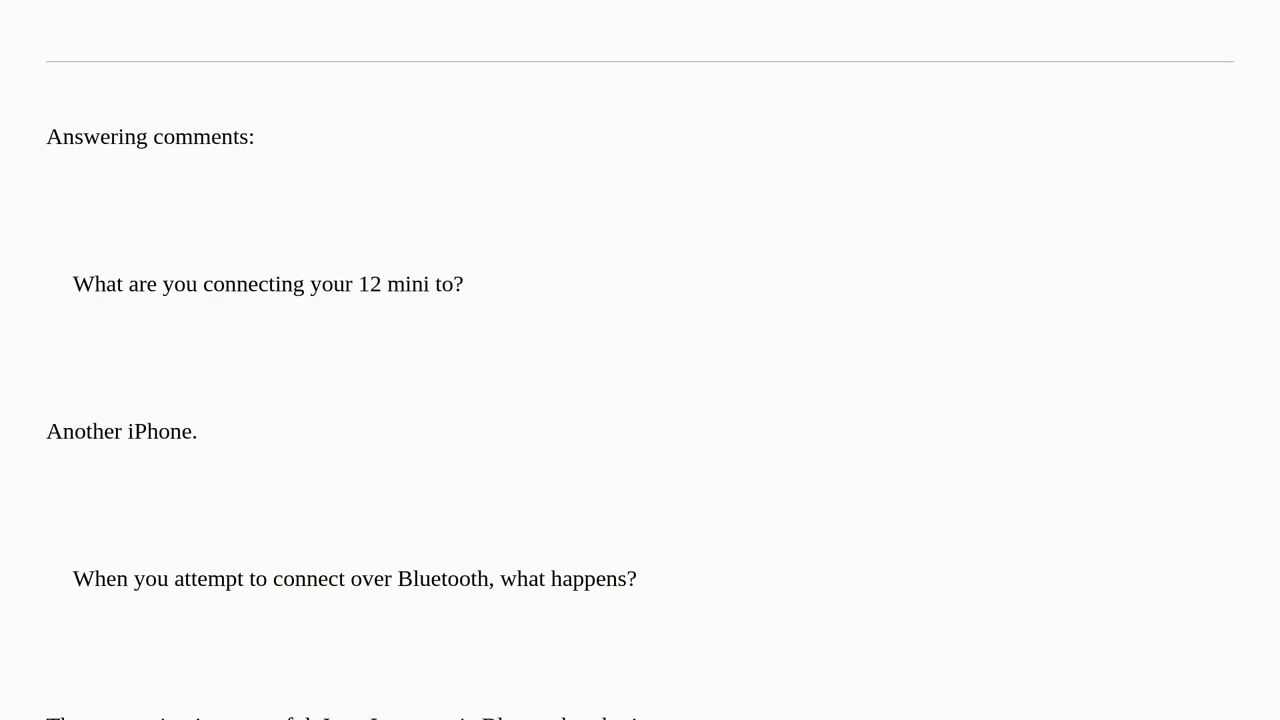 Answering comments:
What are you connecting your 12 mini to?
Another iPhone.
When you attempt to connect over Bluetooth, what happens?